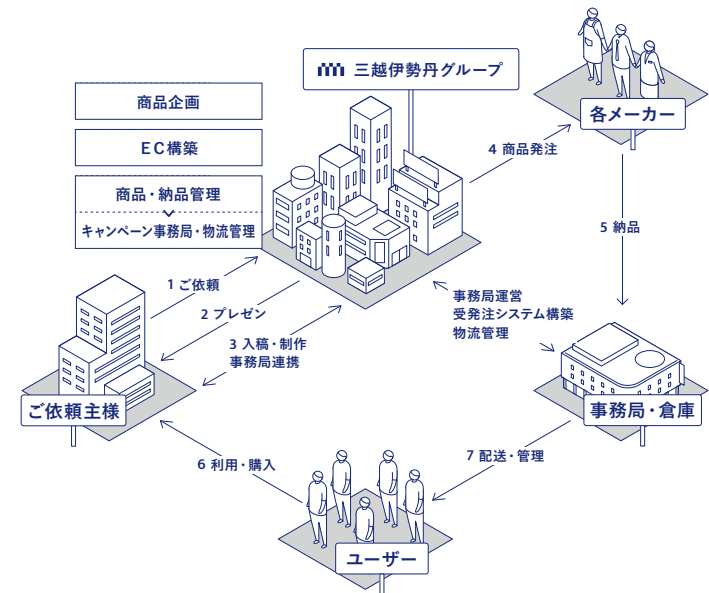 三越伊勢丹グループ
商品企画
EC構築
商品・納品管理
キャンペーン事務局・物流管理
各メーカー
4 商品発注
5 納品
1 ご依頼
2 プレゼン
3 入稿・制作
事務局連携
事務局運営
受発注システム構築
物流管理
ご依頼主様
事務局・倉庫
6 利用・購入
7 配送・管理
ユーザー